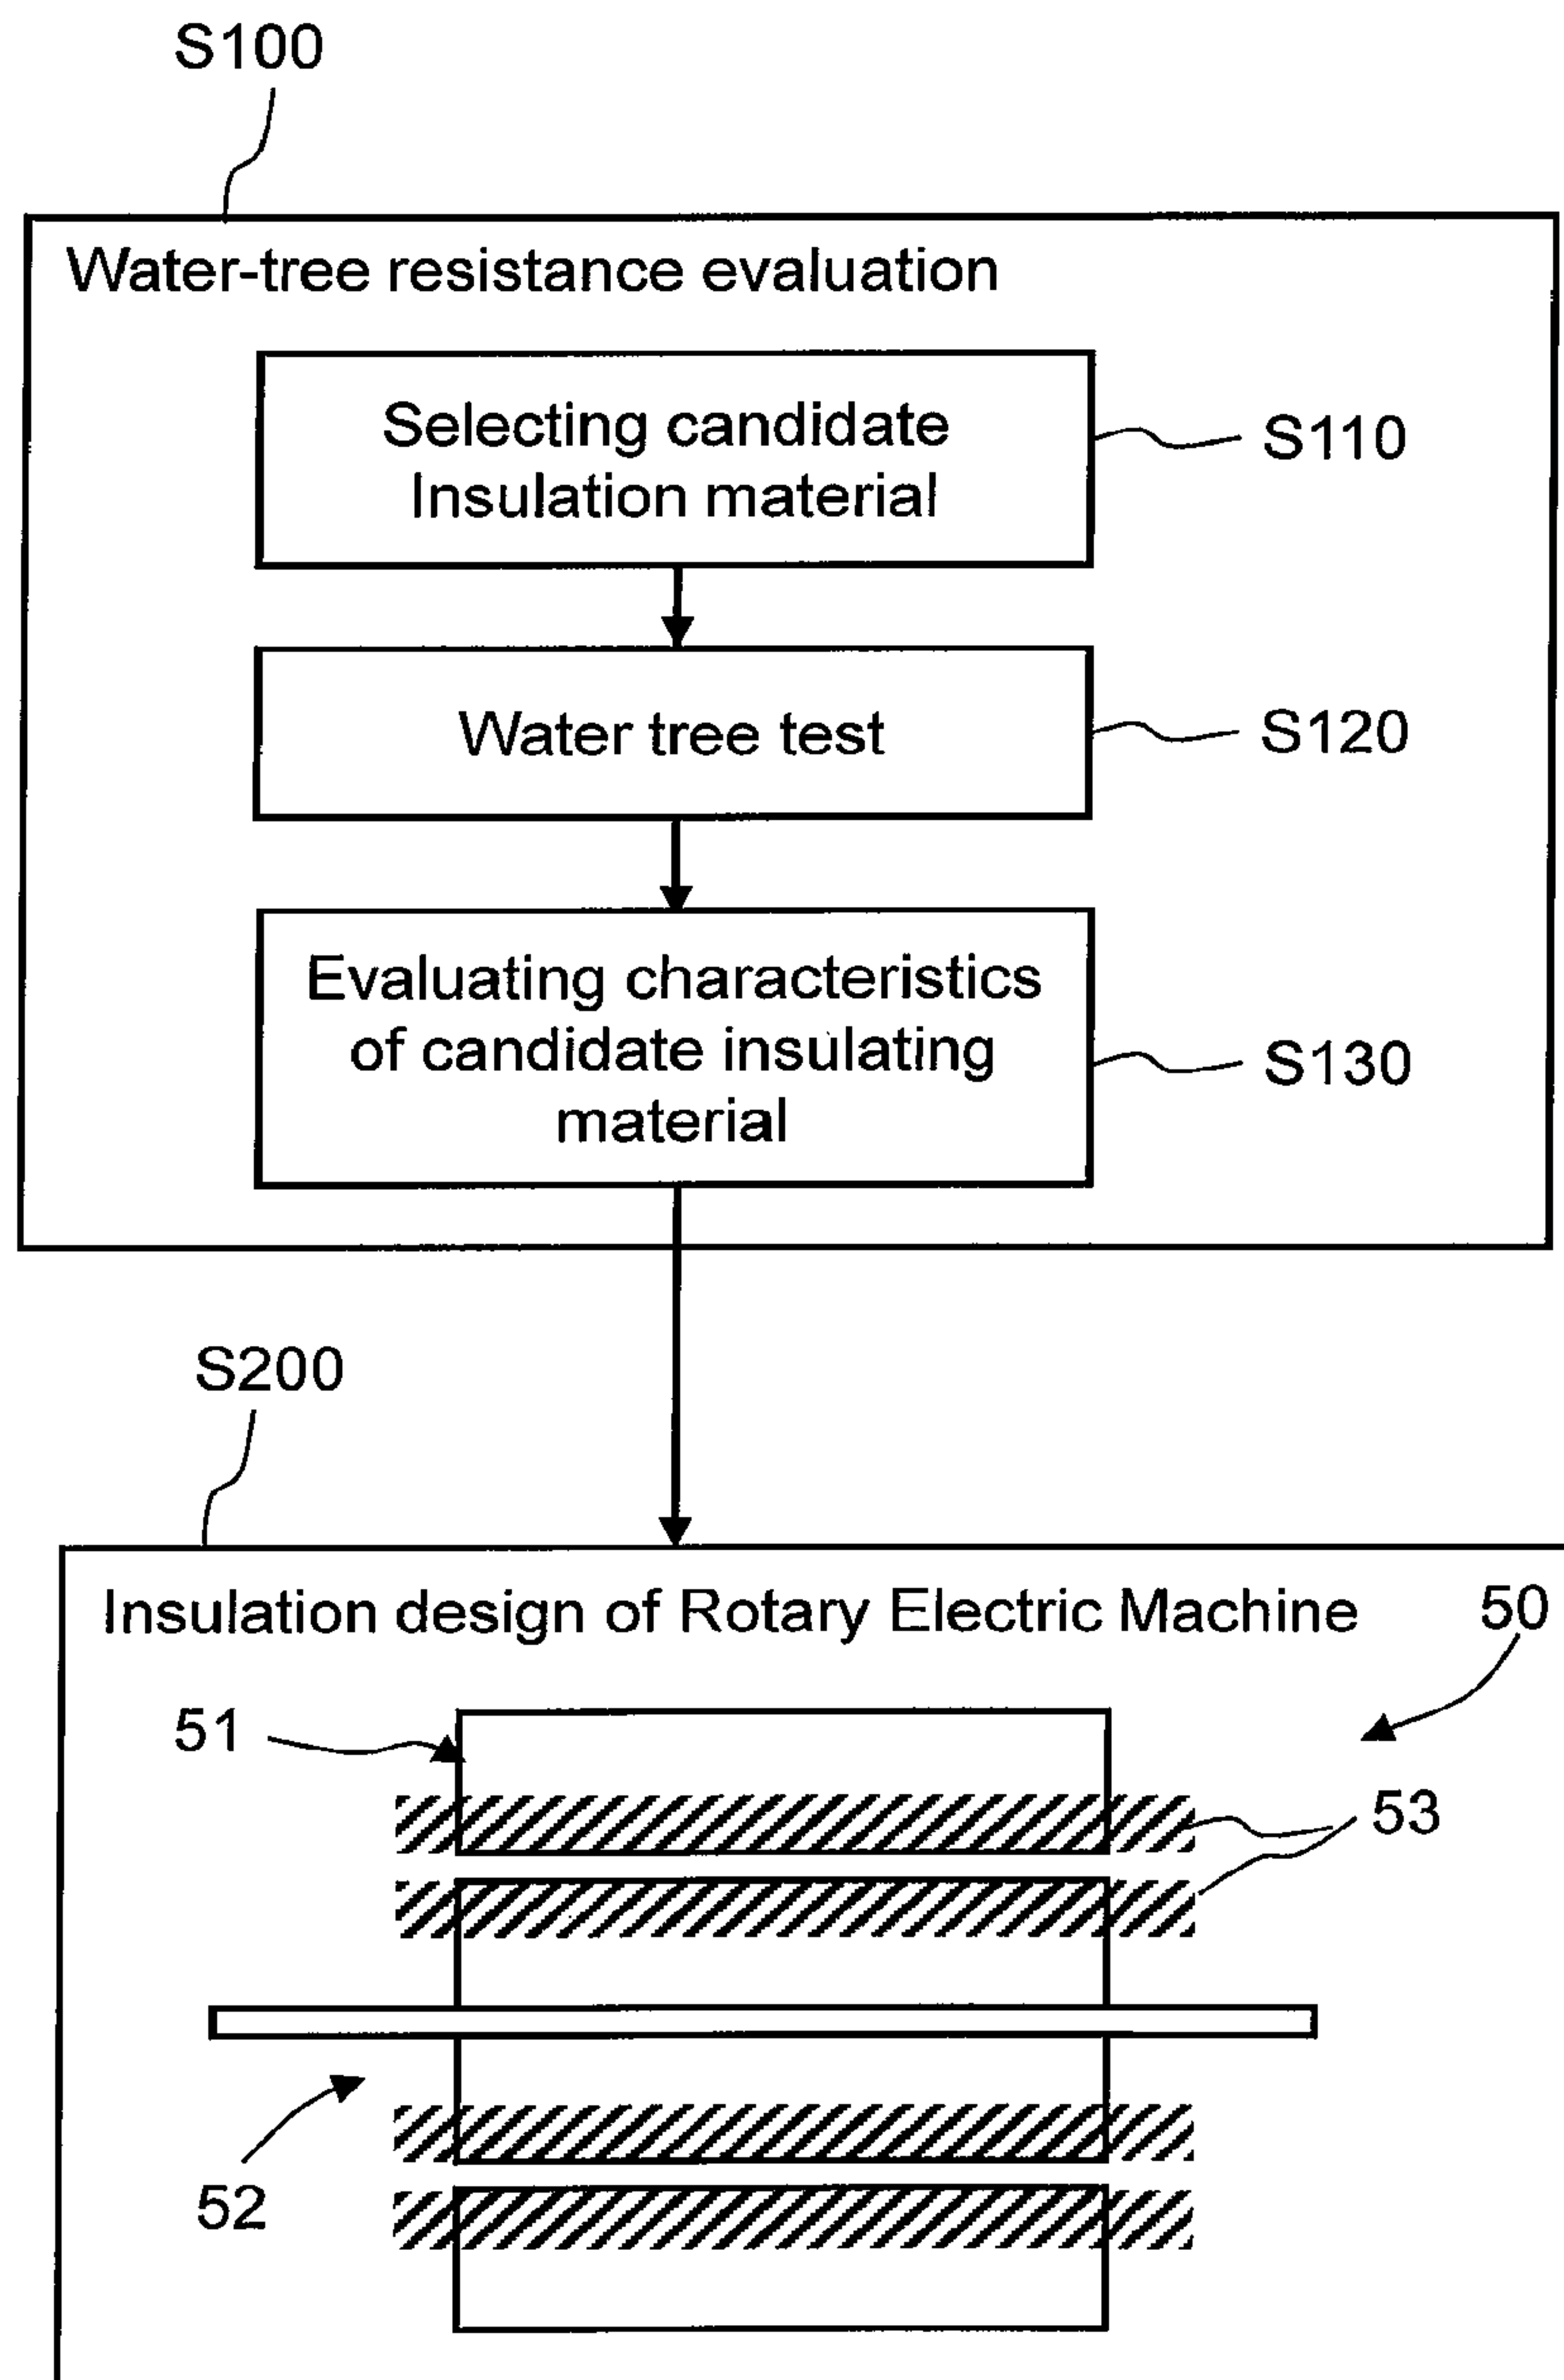 S100
Water-tree resistance evaluation
Selecting candidate
Insulation material
S110
Water tree test
S120
Evaluating characteristics
of candidate insulating
material
S130
S200
Insulation design of Rotary Electric Machine
50
51
53
52